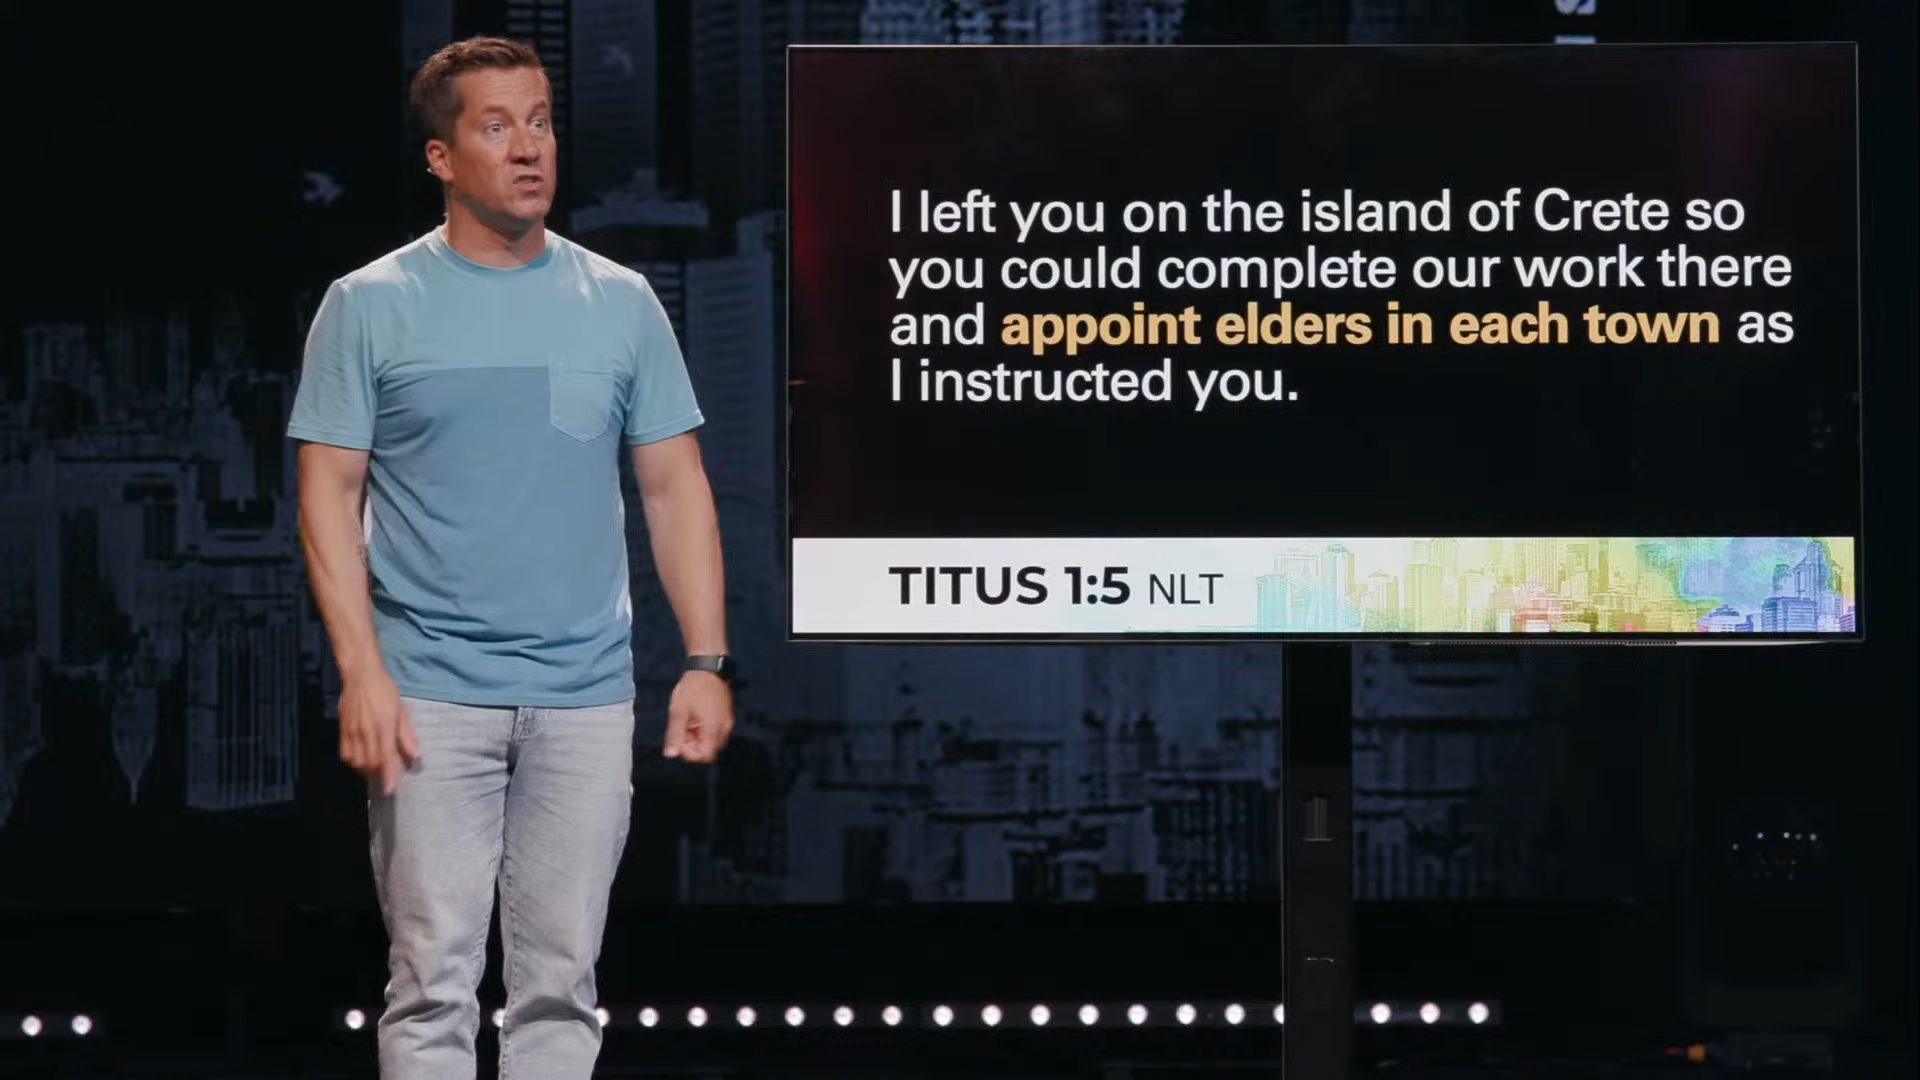 I left you on the island of Crete so
you could complete our work there
and appoint elders in each town as
I instructed you.
TITUS 1:5 NLT